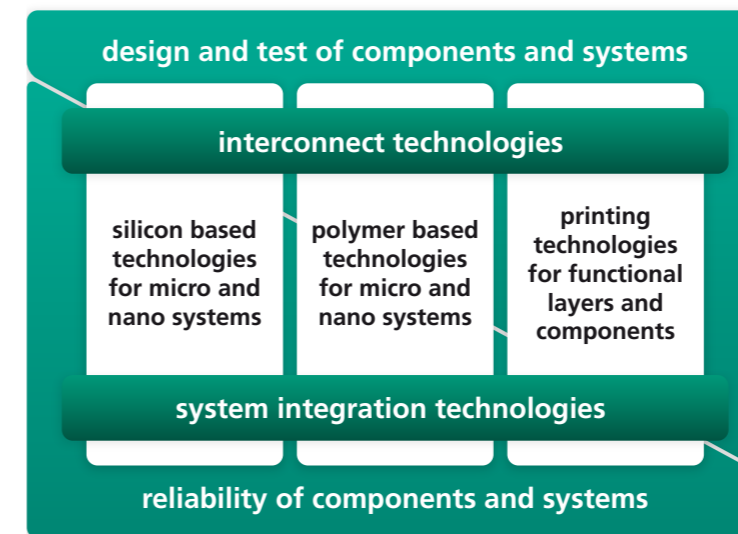 design and test of components and systems
interconnect technologies
silicon based
technologies
for micro and
nano systems
polymer based
technologies
for micro and
nano systems
printing
technologies
for functional
layers and
components
system integration technologies
reliability of components and systems